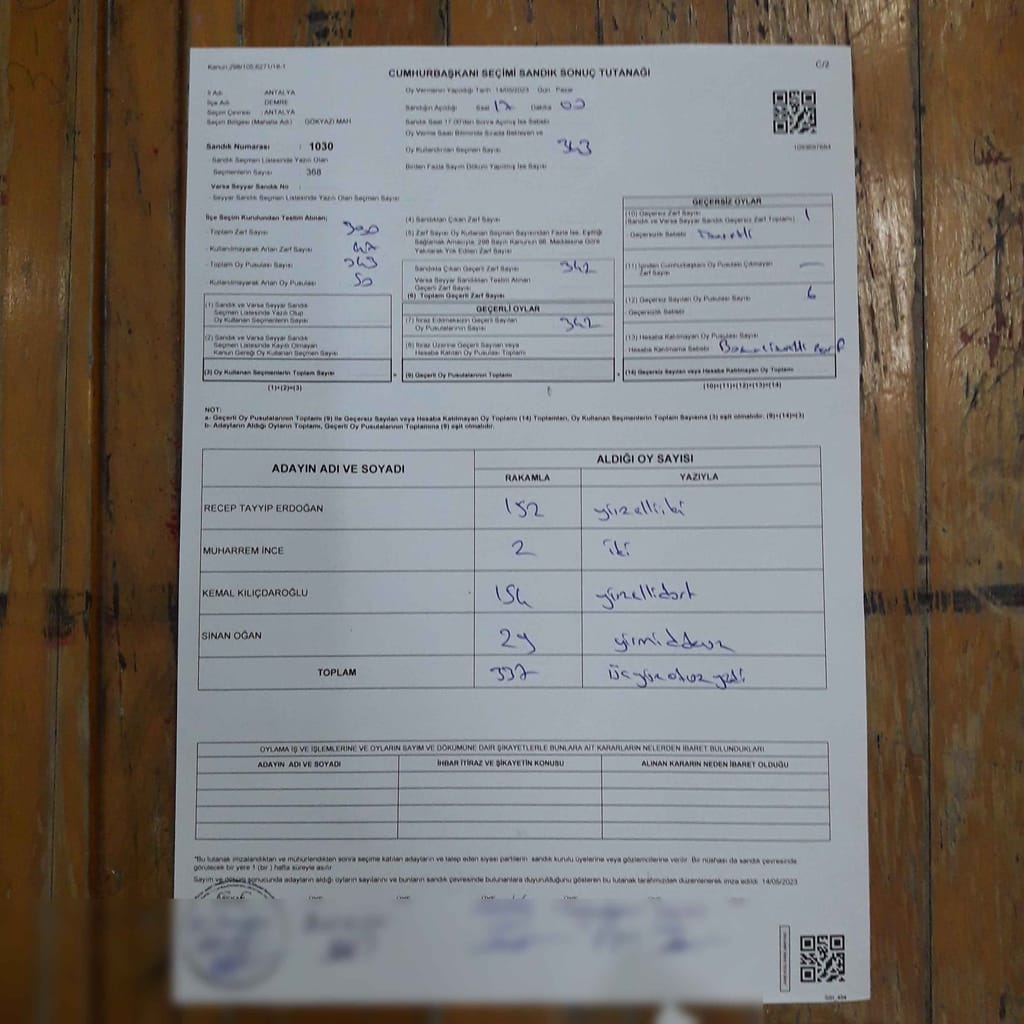 Kanun:298/105,6271/18-1
C/2
CUMHURBAŞKANI SEÇİMİ SANDIK SONUÇ TUTANAĞI
İl Adı : ANTALYA
İlçe Adı : DEMRE
Seçim Çevresi : ANTALYA
Seçim Bölgesi (Mahalle Adı) : GÖKYAZI MAH
Sandık Numarası : 1030
Sandık Seçmen Listesinde Yazılı Olan
Seçmenlerin Sayısı 368
Varsa Seyyar Sandık No :
Seyyar Sandık Seçmen Listesinde Yazılı Olan Seçmen Sayısı
Oy Vermenin Yapıldığı Tarih 14/05/2023 Gün Pazar
Sandığın Açıldığı Saat 17 Dakika 00
Sandık Saat 17.00'den Sonra Açılmış İse Sebebi
Oy Verme Saati Bitiminde Sırada Bekleyen ve
Oy Kullandırılan Seçmen Sayısı 343
Birden Fazla Sayım Döküm Yapılmış İse Sayısı
İlçe Seçim Kurulundan Teslim Alınan;
- Toplam Zarf Sayısı 390
- Kullanılmayarak Artan Zarf Sayısı 47
- Toplam Oy Pusulası Sayısı
- Kullanılmayarak Artan Oy Pusulası 50
(1) Sandık ve Varsa Seyyar Sandık
Seçmen Listesinde Yazılı Olup
Oy Kullanan Seçmenlerin Sayısı
(2) Sandık ve Varsa Seyyar Sandık
Seçmen Listesinde Kayıtlı Olmayan
Kanun Gereği Oy Kullanan Seçmen Sayısı
(3) Oy Kullanan Seçmenlerin Toplam Sayısı
(1)+(2)=(3)
(4) Sandıktan Çıkan Zarf Sayısı
(5) Zarf Sayısı Oy Kullanan Seçmen Sayısından Fazla İse, Eşitliği
Sağlamak Amacıyla, 298 Sayılı Kanunun 98. Maddesine Göre
Yakılarak Yok Edilen Zarf Sayısı
Sandıkta Çıkan Geçerli Zarf Sayısı 342
Varsa Seyyar Sandıktan Teslim Alınan
Geçerli Zarf Sayısı
(6) Toplam Geçerli Zarf Sayısı
GEÇERLİ OYLAR
(7) İtiraz Edilmeksizin Geçerli Sayılan
Oy Pusulalarının Sayısı 342
(8) İtiraz Üzerine Geçerli Sayılan veya
Hesaba Katılan Oy Pusulası Toplamı
(9) Geçerli Oy Pusulalarının Toplamı
GEÇERSİZ OYLAR
(10) Geçersiz Zarf Sayısı 1
(Sandık ve Varsa Seyyar Sandık Geçersiz Zarf Toplamı)
- Geçersizlik Sebebi
(11) İçinden Cumhurbaşkanı Oy Pusulası Çıkmayan
Zarf Sayısı —
(12) Geçersiz Sayılan Oy Pusulası Sayısı 6
- Geçersizlik Sebebi
(13) Hesaba Katılmayan Oy Pusulası Sayısı
Hesaba Katılmama Sebebi
(14) Geçersiz Sayılan veya Hesaba Katılmayan Oy Toplamı
(10)+(11)+(12)+(13)=(14)
NOT:
a- Geçerli Oy Pusulalarının Toplamı (9) ile Geçersiz Sayılan veya Hesaba Katılmayan Oy Toplamı (14) Toplamları, Oy Kullanan Seçmenlerin Toplam Sayısına (3) eşit olmalıdır. (9)+(14)=(3)
b- Adayların Aldığı Oyların Toplamı, Geçerli Oy Pusulalarının Toplamına (9) eşit olmalıdır.
ADAYIN ADI VE SOYADI
ALDIĞI OY SAYISI
RAKAMLA YAZIYLA
RECEP TAYYİP ERDOĞAN 152 yüzelliiki
MUHARREM İNCE 2 iki
KEMAL KILIÇDAROĞLU 154 yüzellidört
SİNAN OĞAN 29 yirmidokuz
TOPLAM 337 üçyüzotuzyedi
OYLAMA İŞ VE İŞLEMLERİNE VE OYLARIN SAYIM VE DÖKÜMÜNE DAİR ŞİKAYETLERLE BUNLARA AİT KARARLARIN NELERDEN İBARET BULUNDUKLARI
ADAYIN ADI VE SOYADI İHBAR İTİRAZ VE ŞİKAYETİN KONUSU ALINAN KARARIN NEDEN İBARET OLDUĞU
"Bu tutanak imzalandıktan ve mühürlendikten sonra seçime katılan adayların ve talep eden siyasi partilerin sandık kurulu üyelerine veya gözlemcilerine verilir. Bir nüshası da sandık çevresinde
görülecek bir yere 1 (bir) hafta süreyle asılır
Sayım ve döküm sonucunda adayların aldığı oyların sayılarını ve bunların sandık çevresinde bulunanlara duyurulduğunu gösteren bu tutanak tarafımızdan düzenlenerek imza edildi 14/05/2023